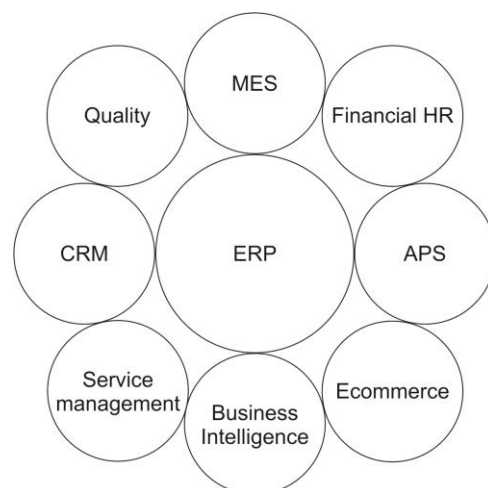 MES
Quality
Financial HR
CRM
ERP
APS
Service
management
Ecommerce
Business
Intelligence